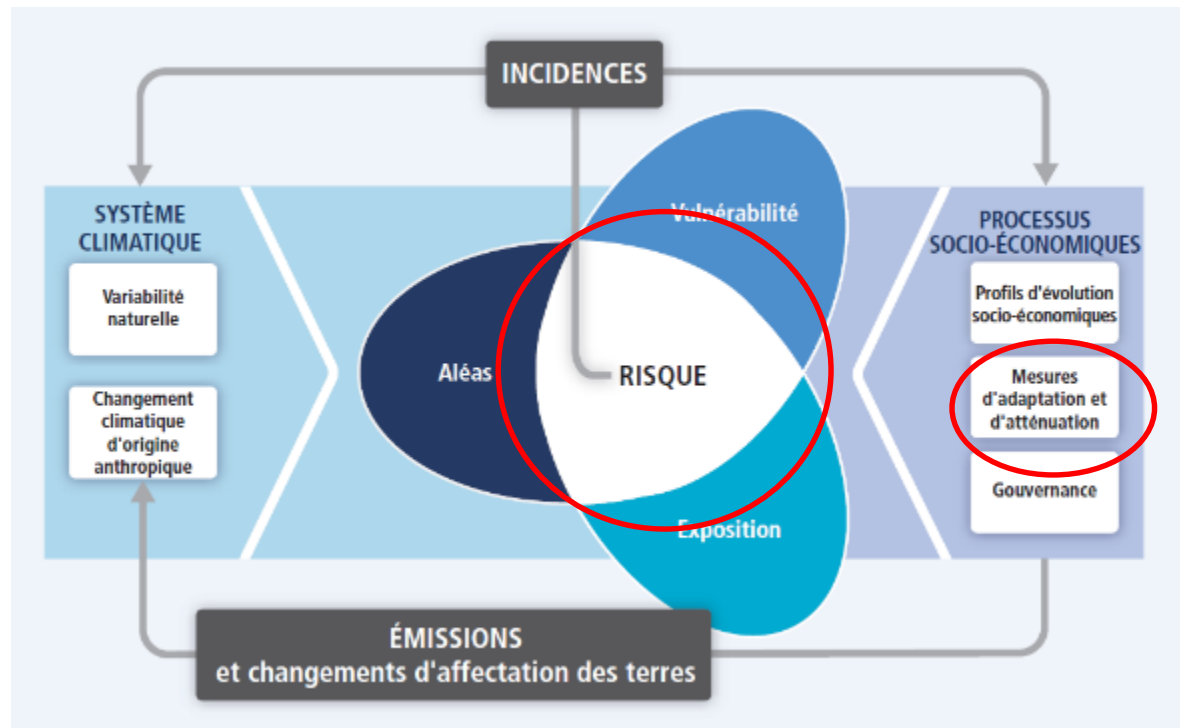 INCIDENCES
SYSTÈME
CLIMATIQUE
Variabilité
naturelle
Changement
climatique
d'origine
anthropique
Vulnérabilité
Aléas
RISQUE
Exposition
PROCESSUS
SOCIO-ÉCONOMIQUES
Profils d'évolution
socio-économiques
Mesures
d'adaptation et
d'atténuation
Gouvernance
ÉMISSIONS
et changements d'affectation des terres